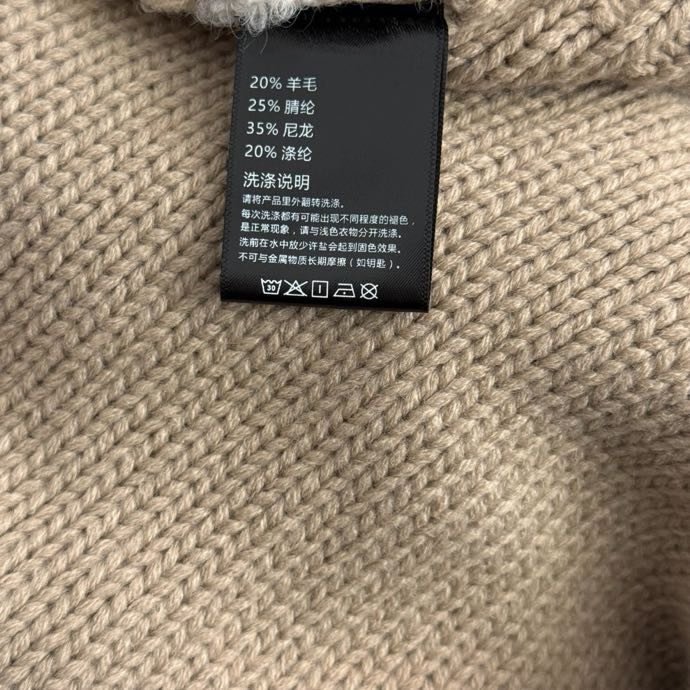 20% 羊毛
25% 腈纶
35% 尼龙
20% 涤纶
洗涤说明
请将产品里外翻转洗涤.
每次洗涤都有可能出现不同程度的褪色,
是正常现象，请与浅色衣物分开洗涤.
洗前在水中放少许盐会起到固色效果.
不可与金属物质长期摩擦（如钥匙）.
30